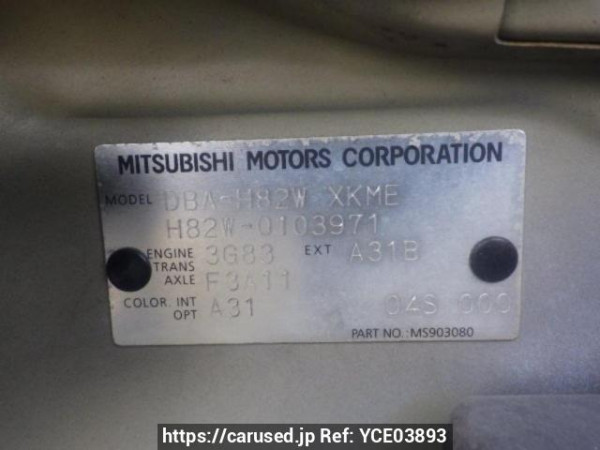 MITSUBISHI MOTORS CORPORATION
MODEL DBA-H82W XKME
H82W-0103971
ENGINE 3G83 EXT A31B
TRANS
AXLE F3A11
COLOR. INT A31 04S 000
OPT
PART NO.: MS903080
https://carused.jp Ref: YCE03893